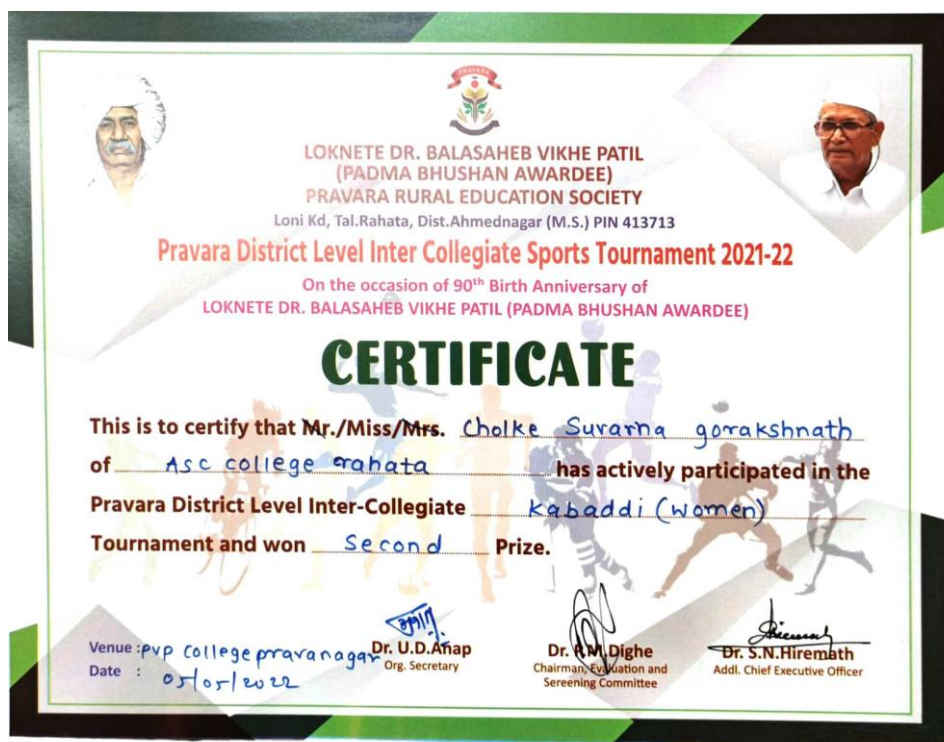 PRAVARA
LOKNETE DR. BALASAHEB VIKHE PATIL
(PADMA BHUSHAN AWARDEE)
PRAVARA RURAL EDUCATION SOCIETY
Loni Kd, Tal.Rahata, Dist.Ahmednagar (M.S.) PIN 413713
Pravara District Level Inter Collegiate Sports Tournament 2021-22
On the occasion of 90th Birth Anniversary of
LOKNETE DR. BALASAHEB VIKHE PATIL (PADMA BHUSHAN AWARDEE)
CERTIFICATE
This is to certify that Mr./Miss/Mrs. Cholke Suvarna gorakshnath
of Asc college rahata has actively participated in the
Pravara District Level Inter-Collegiate Kabaddi (women)
Tournament and won Second Prize.
Venue : pvp college pravanagar
Date : 05/05/2022
Dr. U.D.Anap
Org. Secretary
Dr. R.M.Dighe
Chairman, Evaluation and
Sereening Committee
Dr. S.N.Hiremath
Addl. Chief Executive Officer